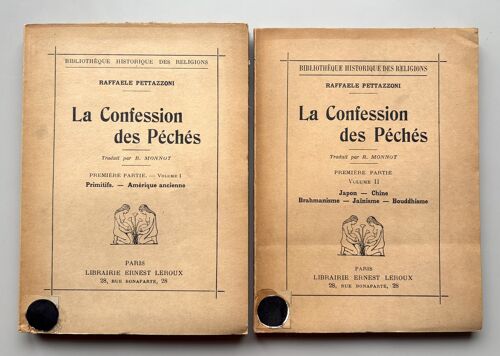 BIBLIOTHÈQUE HISTORIQUE DES RELIGIONS
RAFFAELE PETTAZZONI
La Confession
des Péchés
Traduit par R. MONNOT
PREMIÈRE PARTIE. — VOLUME I
Primitifs. — Amérique ancienne
PARIS
LIBRAIRIE ERNEST LEROUX
28, RUE BONAPARTE, 28
BIBLIOTHÈQUE HISTORIQUE DES RELIGIONS
RAFFAELE PETTAZZONI
La Confession
des Péchés
Traduit par R. MONNOT
PREMIÈRE PARTIE
VOLUME II
Japon — Chine
Brahmanisme — Jaïnisme — Bouddhisme
PARIS
LIBRAIRIE ERNEST LEROUX
28, RUE BONAPARTE, 28